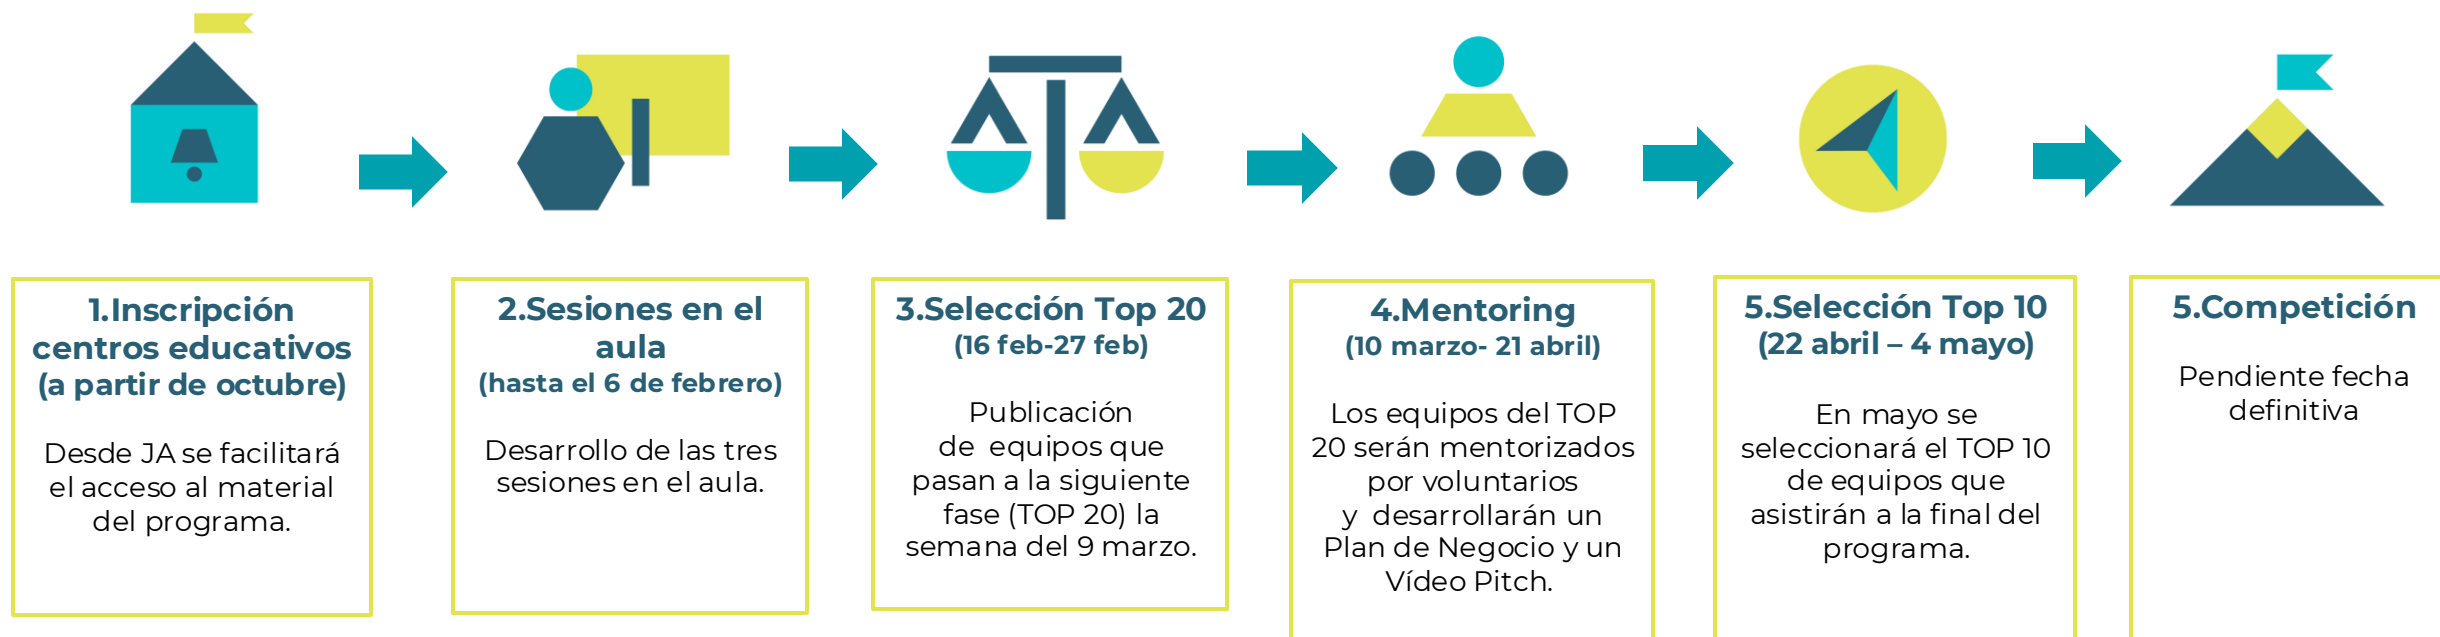 1.Inscripción
centros educativos
(a partir de octubre)
Desde JA se facilitará
el acceso al material
del programa.
2.Sesiones en el
aula
(hasta el 6 de febrero)
Desarrollo de las tres
sesiones en el aula.
3.Selección Top 20
(16 feb-27 feb)
Publicación
de equipos que
pasan a la siguiente
fase (TOP 20) la
semana del 9 marzo.
4.Mentoring
(10 marzo- 21 abril)
Los equipos del TOP
20 serán mentorizados
por voluntarios
y desarrollarán un
Plan de Negocio y un
Vídeo Pitch.
5.Selección Top 10
(22 abril – 4 mayo)
En mayo se
seleccionará el TOP 10
de equipos que
asistirán a la final del
programa.
5.Competición
Pendiente fecha
definitiva